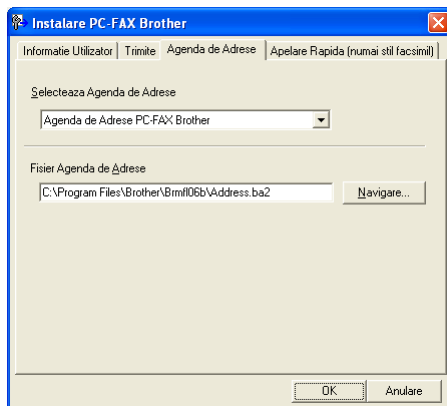 Instalare PC-FAX Brother
Informatie Utilizator Trimite Agenda de Adrese Apelare Rapida (numai stil facsimil)
Selecteaza Agenda de Adrese
Agenda de Adrese PC-FAX Brother
Fisier Agenda de Adrese
C:\Program Files\Brother\Brmfl06b\Address.ba2 Navigare...
OK Anulare